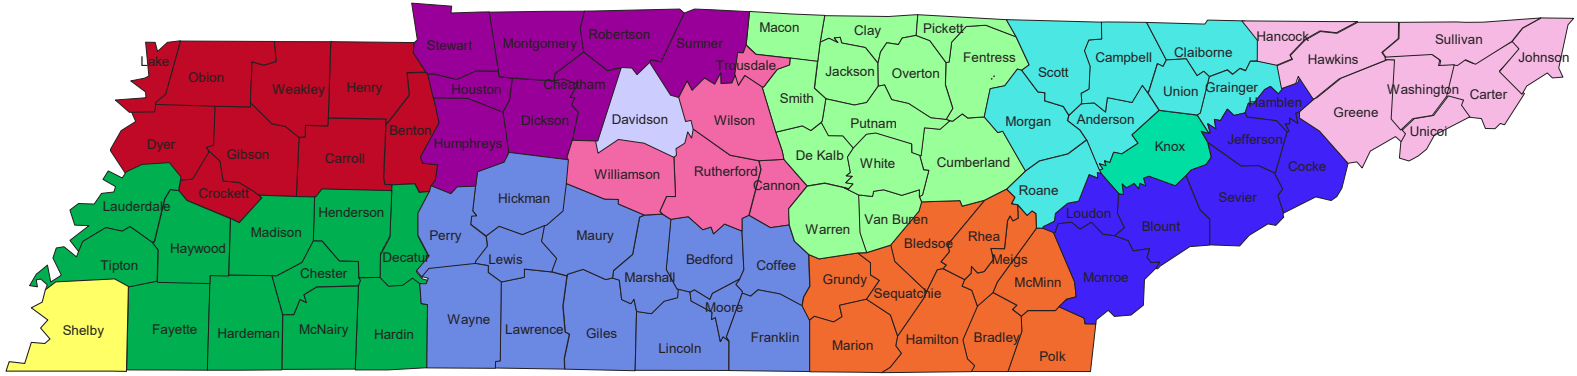 Macon
Clay
Pickett
Stewart
Montgomery
Robertson
Sumner
Hancock
Sullivan
Lake
Obion
Trousdale
Fentress
Scott
Campbell
Claiborne
Hawkins
Johnson
Weakley
Henry
Houston
Cheatham
Jackson
Overton
Union
Grainger
Washington
Carter
Smith
Hamblen
Dickson
Davidson
Wilson
Putnam
Morgan
Anderson
Greene
Unicoi
Dyer
Gibson
Carroll
Benton
Humphreys
De Kalb
White
Cumberland
Knox
Jefferson
Cocke
Crockett
Williamson
Rutherford
Cannon
Roane
Lauderdale
Henderson
Hickman
Sevier
Madison
Perry
Maury
Warren
Van Buren
Loudon
Blount
Haywood
Decatur
Lewis
Bledsoe
Rhea
Tipton
Chester
Marshall
Bedford
Coffee
Meigs
Monroe
Grundy
Sequatchie
McMinn
Shelby
Fayette
Hardeman
McNairy
Hardin
Wayne
Lawrence
Giles
Lincoln
Moore
Franklin
Marion
Hamilton
Bradley
Polk